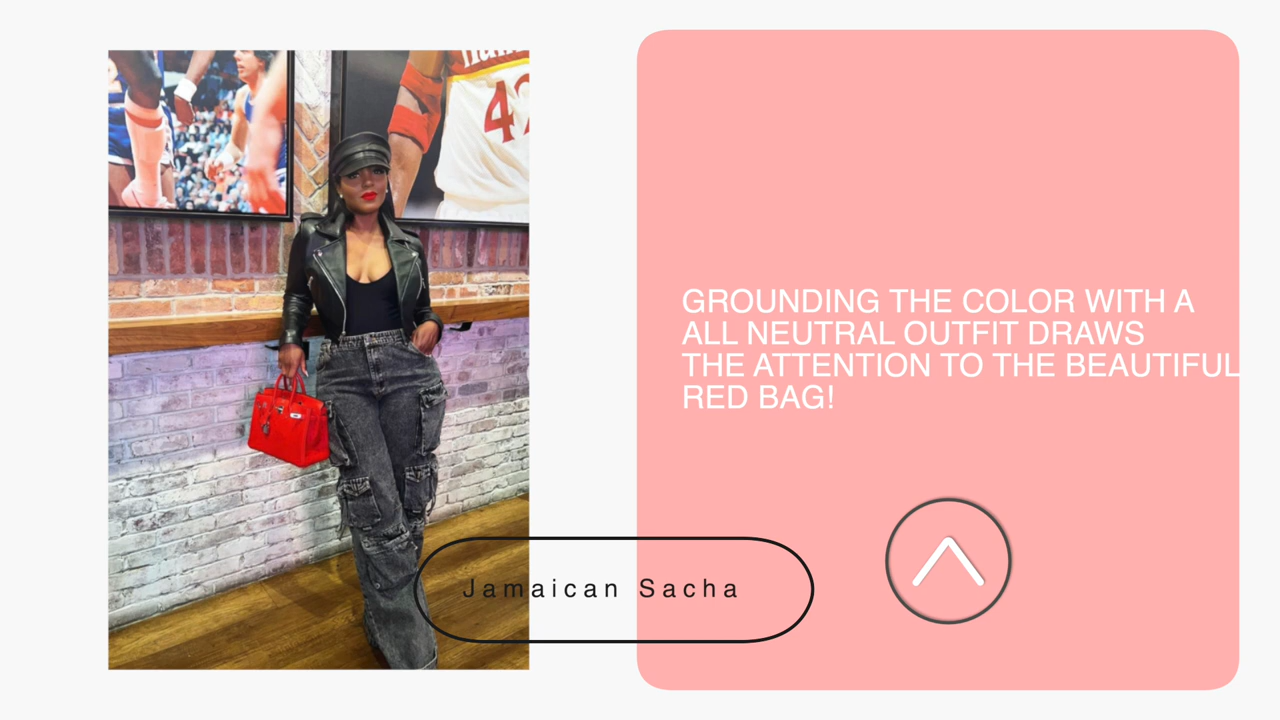 GROUNDING THE COLOR WITH A
ALL NEUTRAL OUTFIT DRAWS
THE ATTENTION TO THE BEAUTIFUL
RED BAG!
Jamaican Sacha